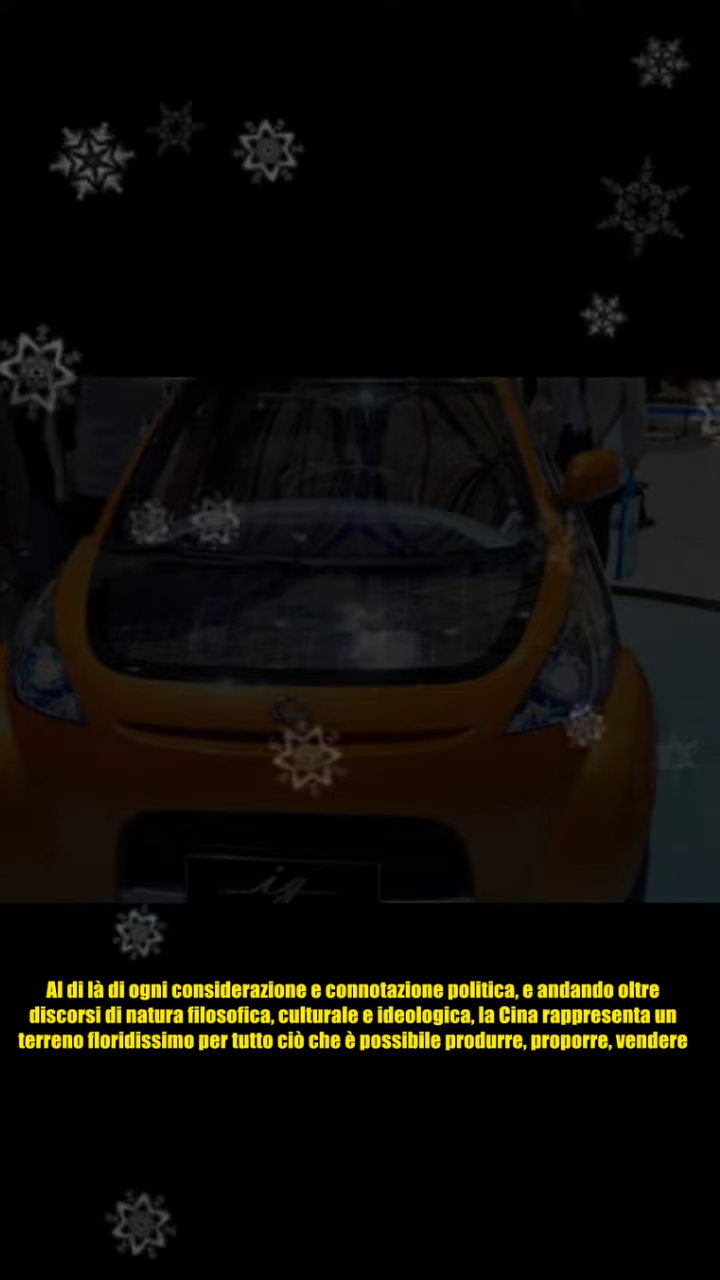 ig
Al di là di ogni considerazione e connotazione politica, e andando oltre
discorsi di natura filosofica, culturale e ideologica, la Cina rappresenta un
terreno floridissimo per tutto ciò che è possibile produrre, proporre, vendere